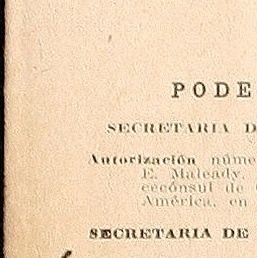 PODE
SECRETARIA D
Autorización núme
E. Maleady,
cecónsul de
América, en
SECRETARIA DE